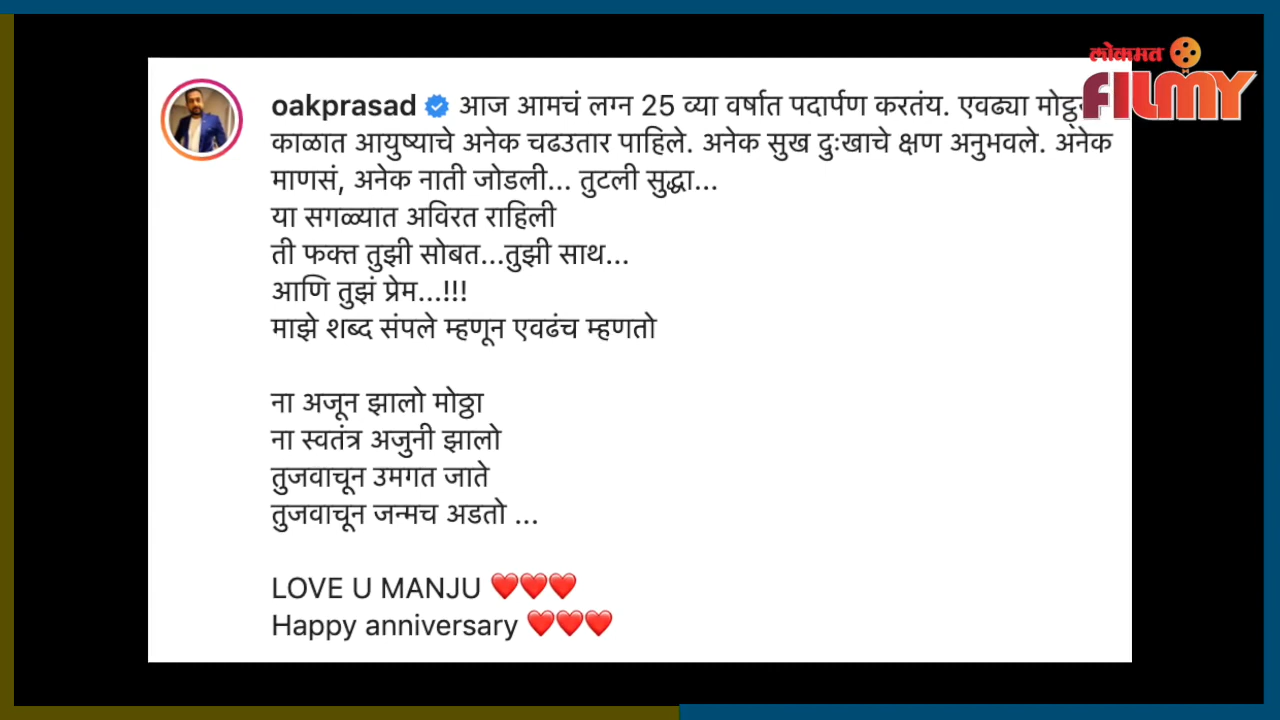 लोकमत
FILMY
oakprasad आज आमचं लग्न 25 व्या वर्षात पदार्पण करतंय. एवढ्या
काळात आयुष्याचे अनेक चढउतार पाहिले. अनेक सुख दुःखाचे क्षण अनुभवले. अनेक
माणसं, अनेक नाती जोडली... तुटली सुद्धा...
या सगळ्यात अविरत राहिली
ती फक्त तुझी सोबत...तुझी साथ...
आणि तुझं प्रेम...!!!
माझे शब्द संपले म्हणून एवढंच म्हणतो
ना अजून झालो मोठ्ठा
ना स्वतंत्र अजुनी झालो
तुजवाचून उमगत जाते
तुजवाचून जन्मच अडतो ...
LOVE U MANJU ❤️❤️❤️
Happy anniversary ❤️❤️❤️